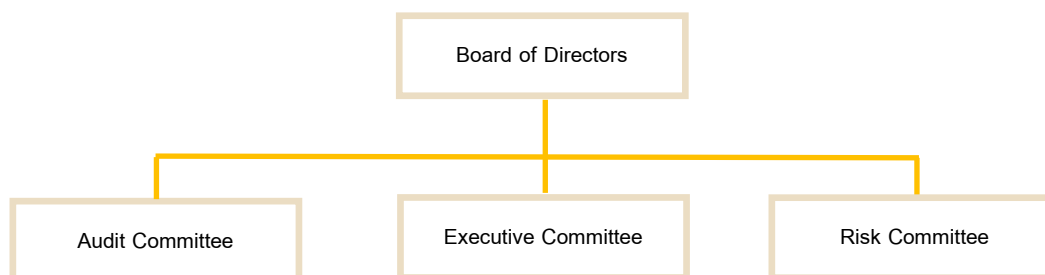 Board of Directors
Audit Committee
Executive Committee
Risk Committee